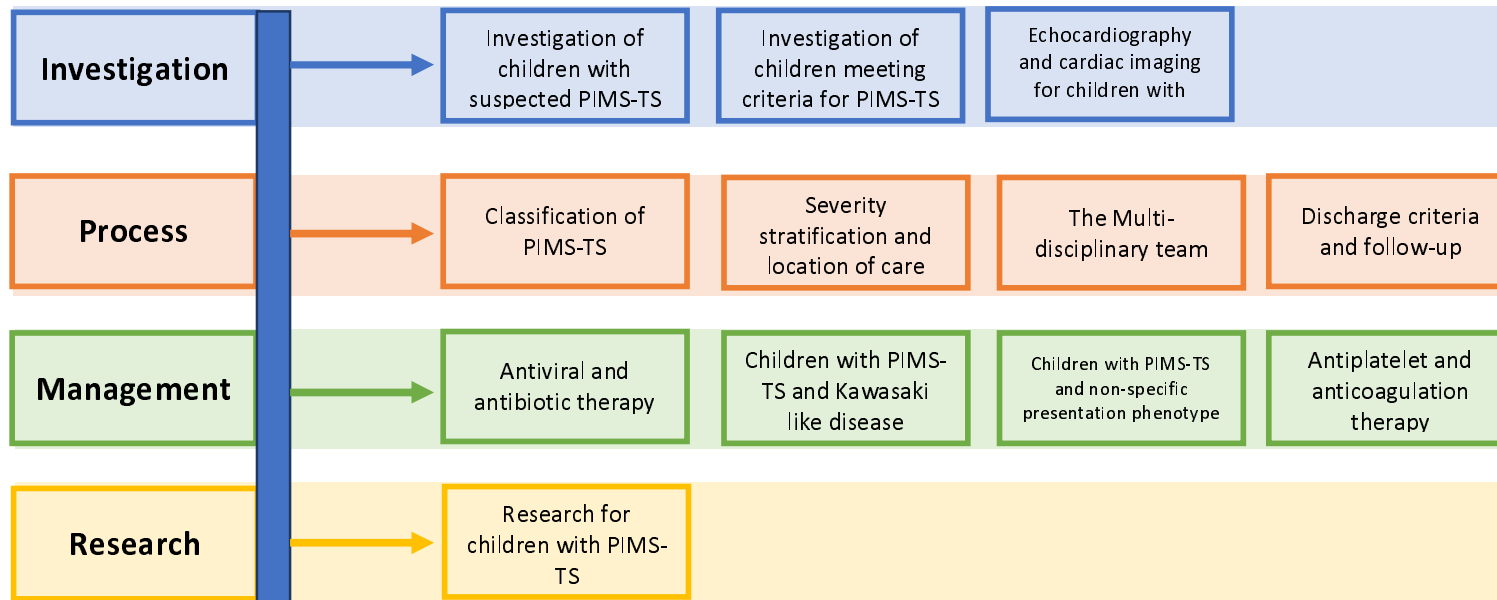 Investigation
Investigation of
children with
suspected PIMS-TS
Investigation of
children meeting
criteria for PIMS-TS
Echocardiography
and cardiac imaging
for children with
Process
Classification of
PIMS-TS
Severity
stratification and
location of care
The Multi-
disciplinary team
Discharge criteria
and follow-up
Management
Antiviral and
antibiotic therapy
Children with PIMS-
TS and Kawasaki
like disease
Children with PIMS-TS
and non-specific
presentation phenotype
Antiplatelet and
anticoagulation
therapy
Research
Research for
children with PIMS-
TS